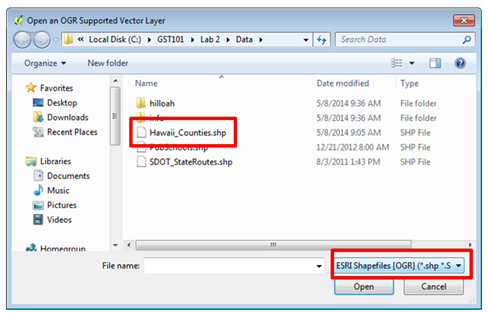 Open an OGR Supported Vector Layer
« Local Disk (C:) ▸ GST101 ▸ Lab 2 ▸ Data ▸
Search Data
Organize
New folder
Favorites
Desktop
Downloads
Recent Places
Libraries
Documents
Music
Pictures
Videos
Homegroup
Name Date modified Type
hilloah 5/8/2014 9:36 AM File folder
info 5/8/2014 9:36 AM File folder
Hawaii_Counties.shp 5/8/2014 9:05 AM SHP File
PubSchools.shp 12/21/2012 8:00 AM SHP File
SDOT_StateRoutes.shp 8/3/2011 1:43 PM SHP File
File name:
ESRI Shapefiles [OGR] (*.shp *.S
Open
Cancel